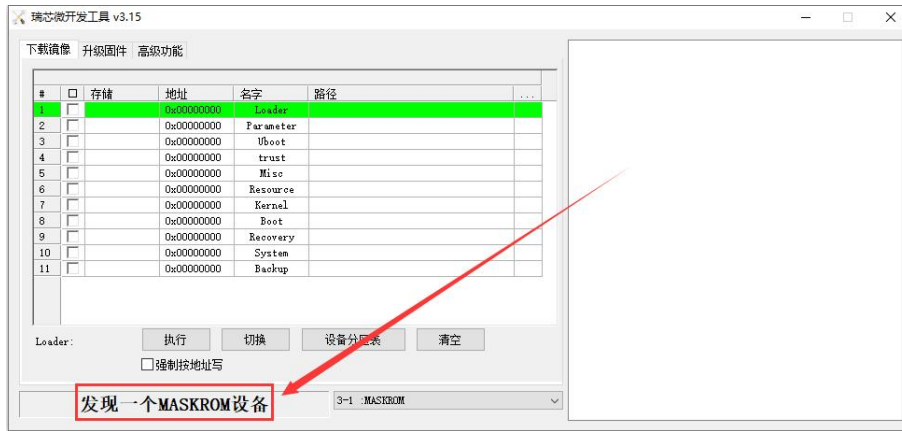 瑞芯微开发工具 v3.15
下载镜像 升级固件 高级功能
# 存储 地址 名字 路径 ...
1 0x00000000 Loader
2 0x00000000 Parameter
3 0x00000000 Uboot
4 0x00000000 trust
5 0x00000000 Misc
6 0x00000000 Resource
7 0x00000000 Kernel
8 0x00000000 Boot
9 0x00000000 Recovery
10 0x00000000 System
11 0x00000000 Backup
Loader: 执行 切换 设备分区表 清空
强制按地址写
发现一个MASKROM设备 3-1 :MASKROM